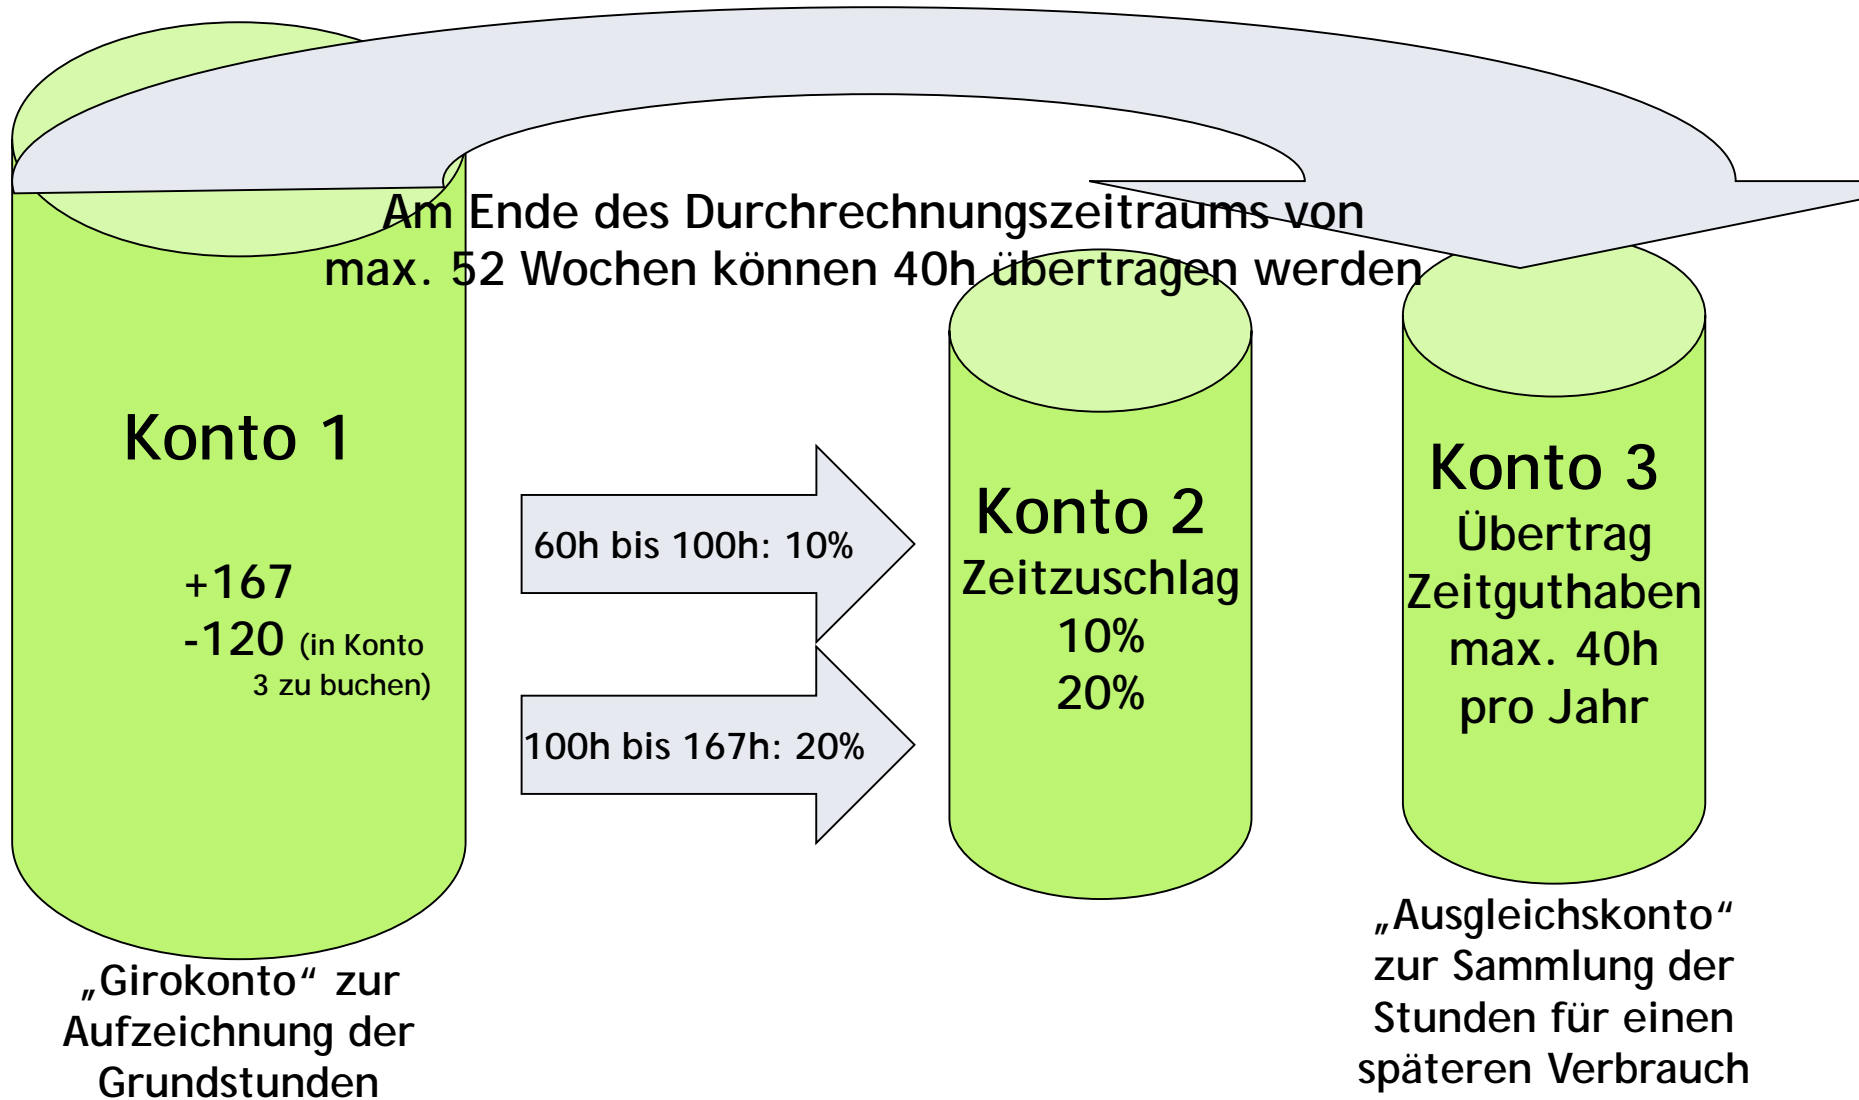 Am Ende des Durchrechnungszeitraums von
max. 52 Wochen können 40h übertragen werden
Konto 1
+167
-120 (in Konto
3 zu buchen)
„Girokonto“ zur
Aufzeichnung der
Grundstunden
60h bis 100h: 10%
100h bis 167h: 20%
Konto 2
Zeitzuschlag
10%
20%
Konto 3
Übertrag
Zeitguthaben
max. 40h
pro Jahr
„Ausgleichskonto“
zur Sammlung der
Stunden für einen
späteren Verbrauch